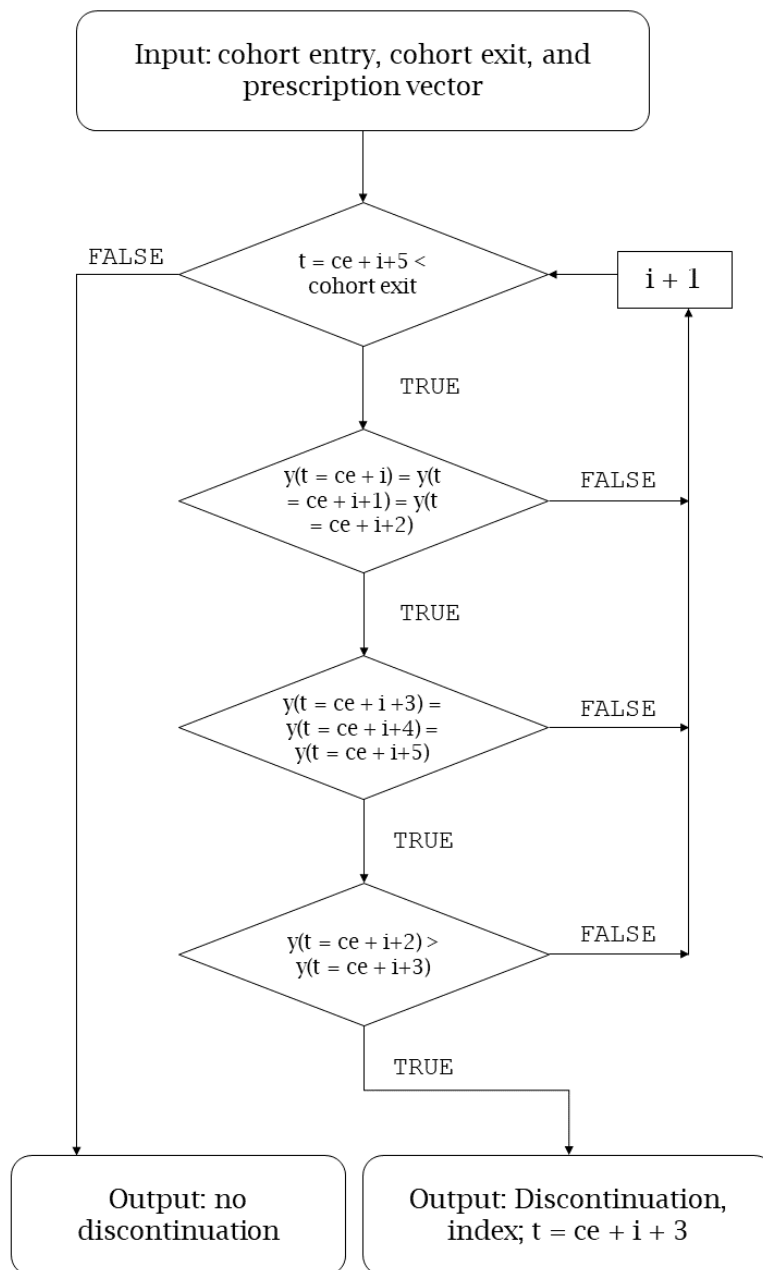 Input: cohort entry, cohort exit, and
prescription vector
FALSE
t = ce + i+5 <
cohort exit
i + 1
TRUE
y(t = ce + i) = y(t
= ce + i+1) = y(t
= ce + i+2)
FALSE
TRUE
y(t = ce + i +3) =
y(t = ce + i+4) =
y(t = ce + i+5)
FALSE
TRUE
y(t = ce + i+2) >
y(t = ce + i+3)
FALSE
TRUE
Output: no
discontinuation
Output: Discontinuation,
index; t = ce + i + 3